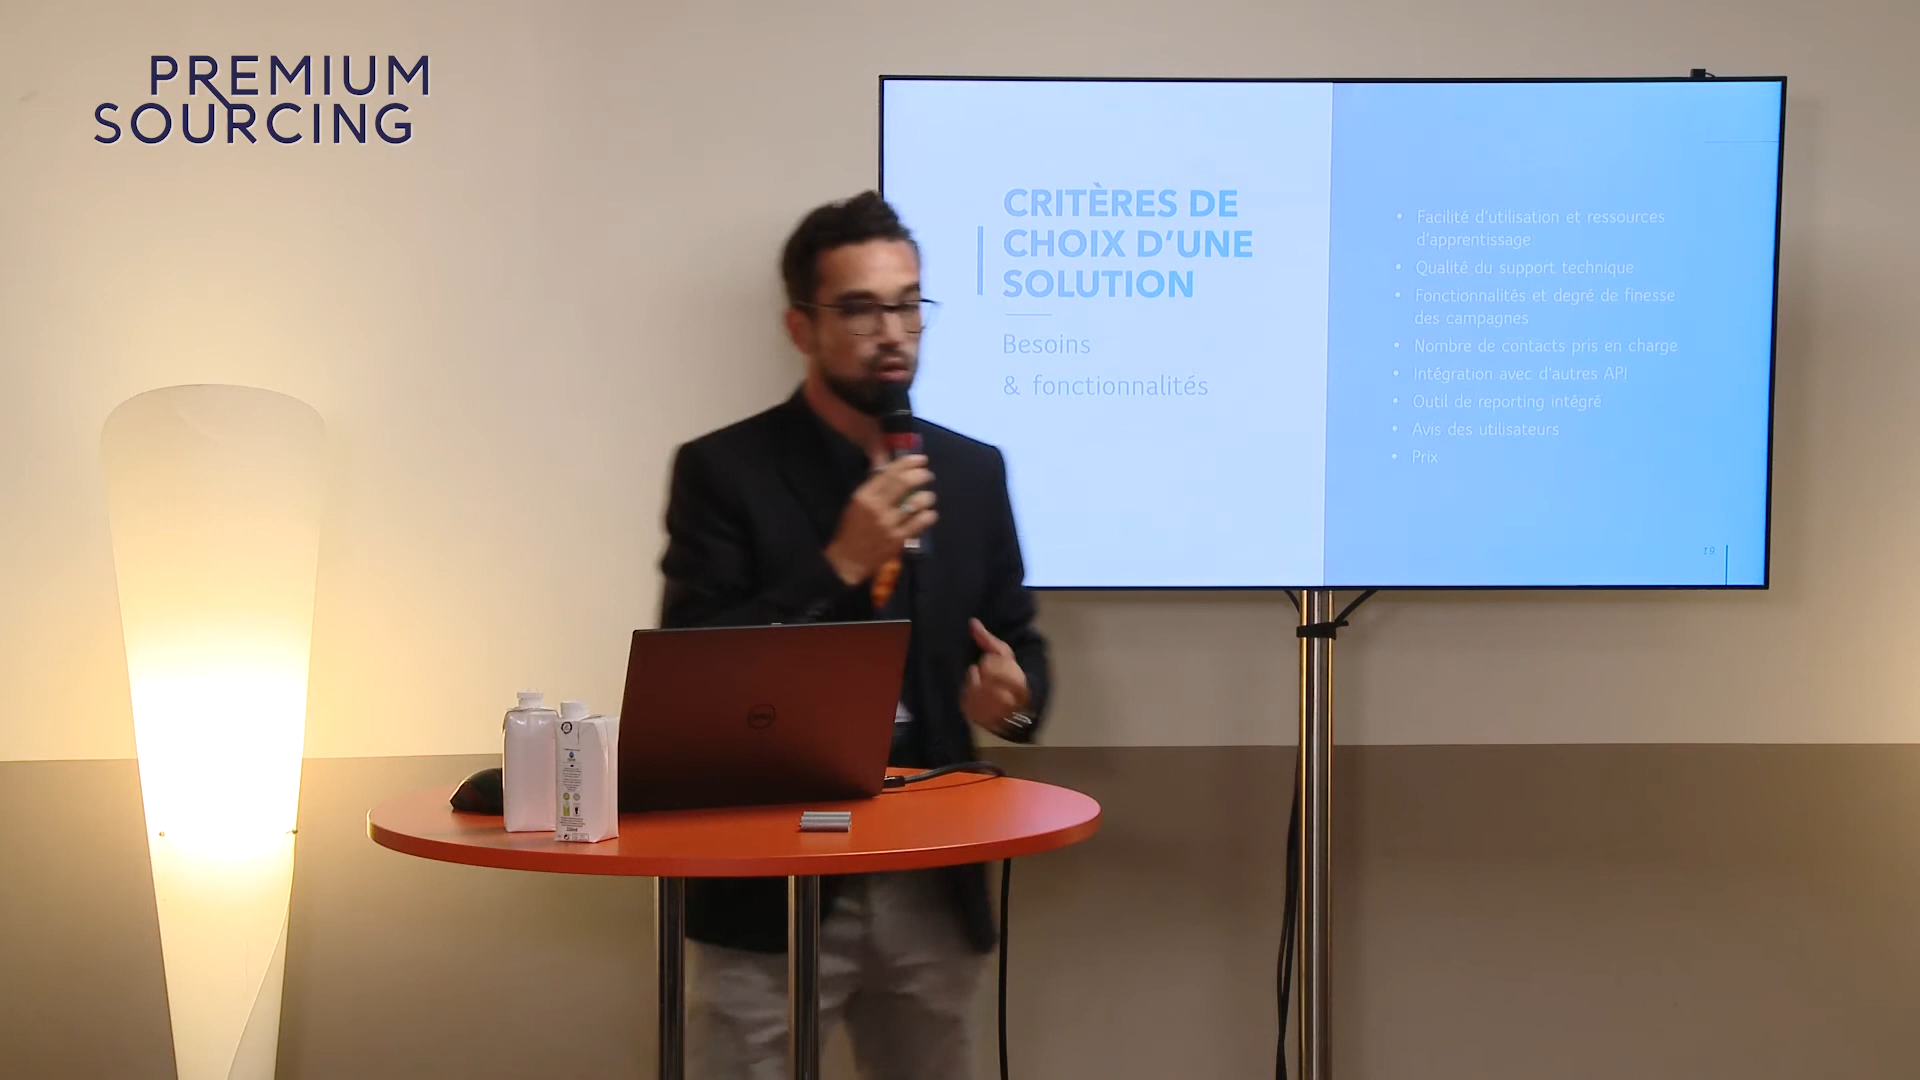 PREMIUM
SOURCING
CRITÈRES DE
CHOIX D'UNE
SOLUTION
Besoins
& fonctionnalités
• Facilité d'utilisation et ressources
d'apprentissage
• Qualité du support technique
• Fonctionnalités et degré de finesse
des campagnes
• Nombre de contacts pris en charge
• Intégration avec d'autres API
• Outil de reporting intégré
• Avis des utilisateurs
• Prix
19
DELL